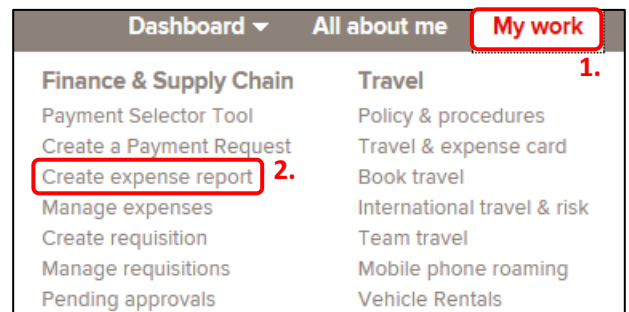 Dashboard All about me My work
1.
Finance & Supply Chain
Payment Selector Tool
Create a Payment Request
Create expense report 2.
Manage expenses
Create requisition
Manage requisitions
Pending approvals
Travel
Policy & procedures
Travel & expense card
Book travel
International travel & risk
Team travel
Mobile phone roaming
Vehicle Rentals